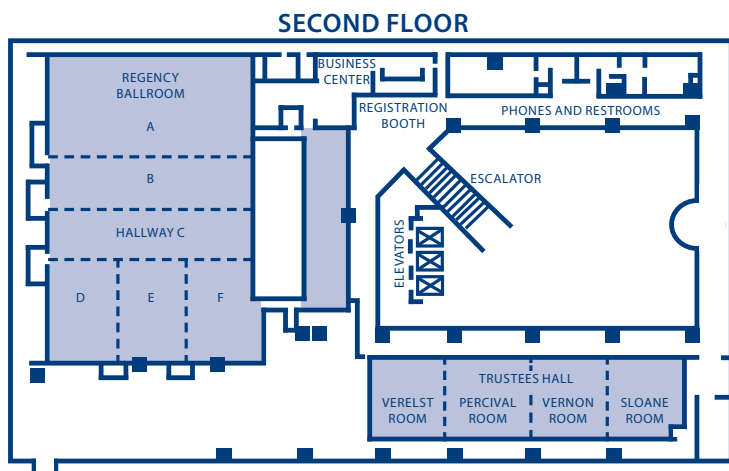 SECOND FLOOR
BUSINESS
CENTER
REGENCY
BALLROOM
REGISTRATION
BOOTH
PHONES AND RESTROOMS
A
B
ESCALATOR
HALLWAY C
ELEVATORS
D E F
TRUSTEES HALL
VERELST
ROOM
PERCIVAL
ROOM
VERNON
ROOM
SLOANE
ROOM